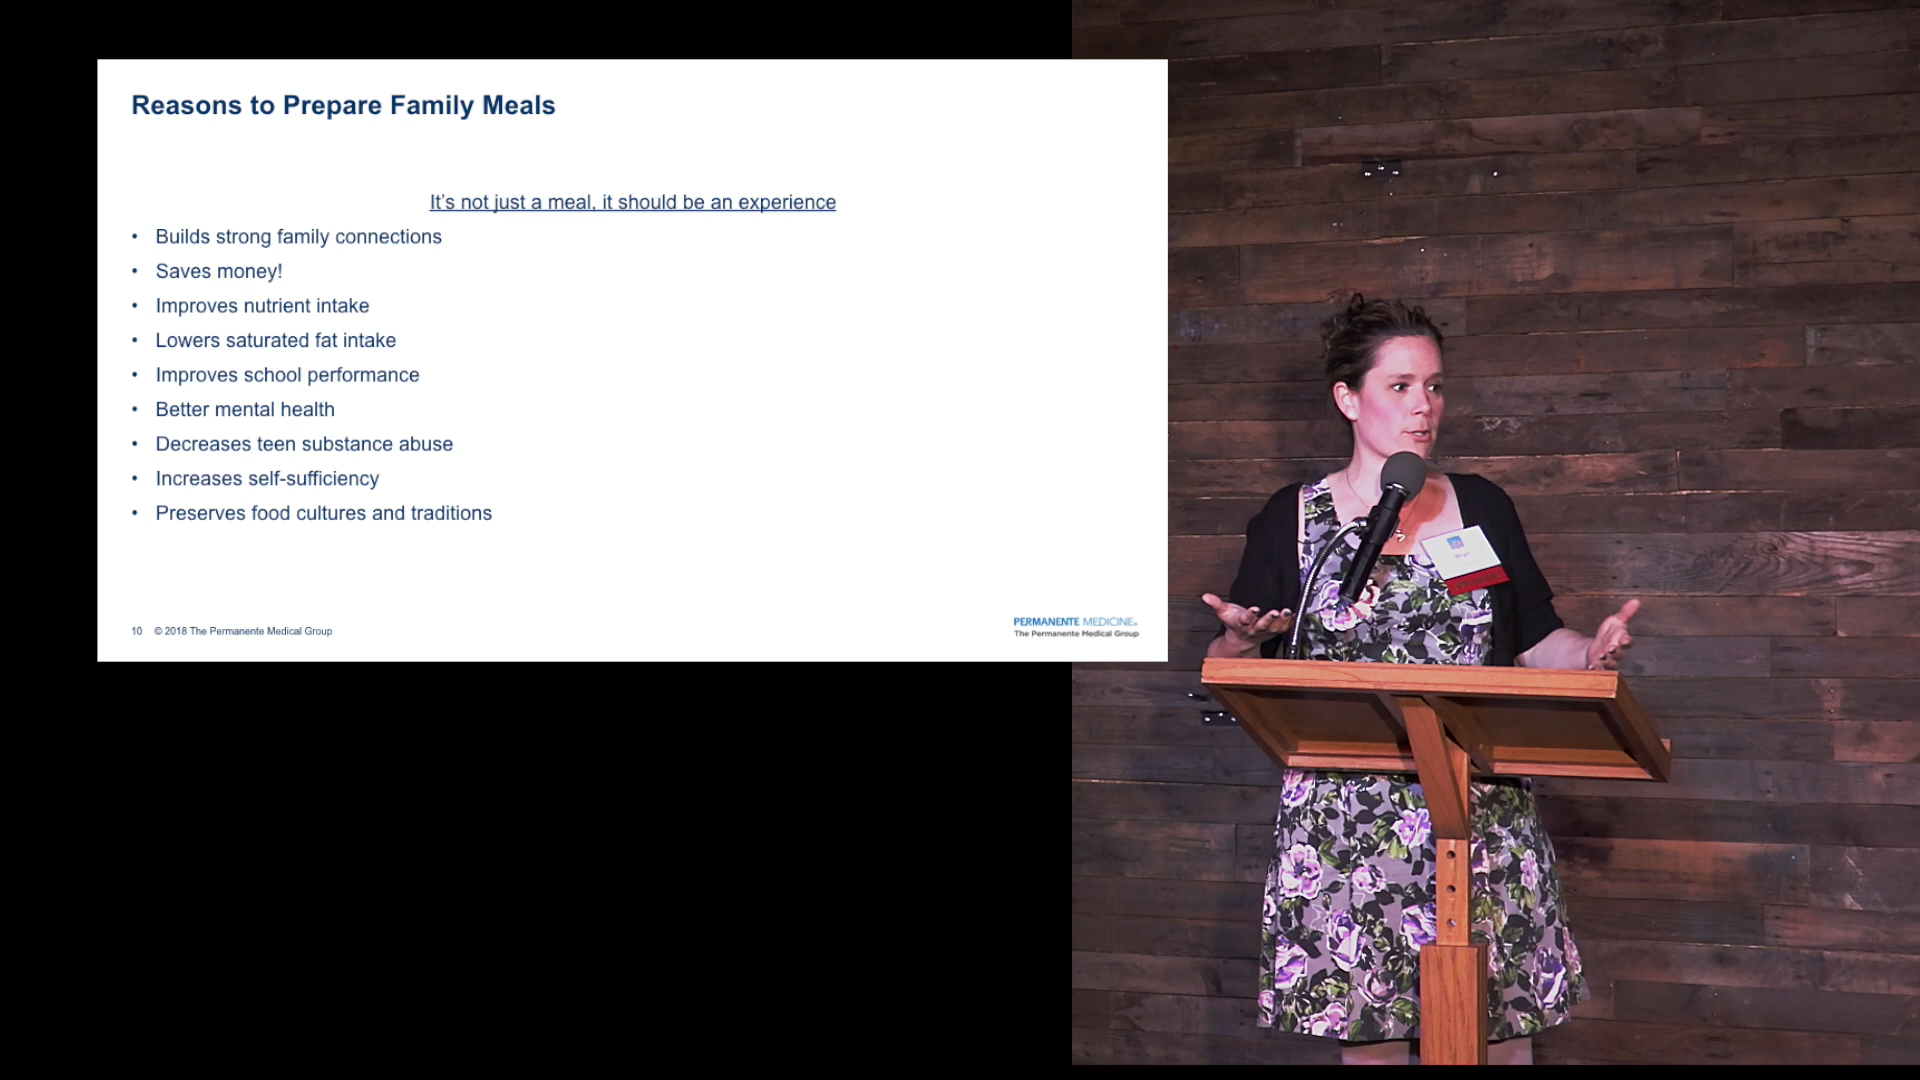 Reasons to Prepare Family Meals
It's not just a meal, it should be an experience
• Builds strong family connections
• Saves money!
• Improves nutrient intake
• Lowers saturated fat intake
• Improves school performance
• Better mental health
• Decreases teen substance abuse
• Increases self-sufficiency
• Preserves food cultures and traditions
10 © 2018 The Permanente Medical Group
PERMANENTE MEDICINE®
The Permanente Medical Group